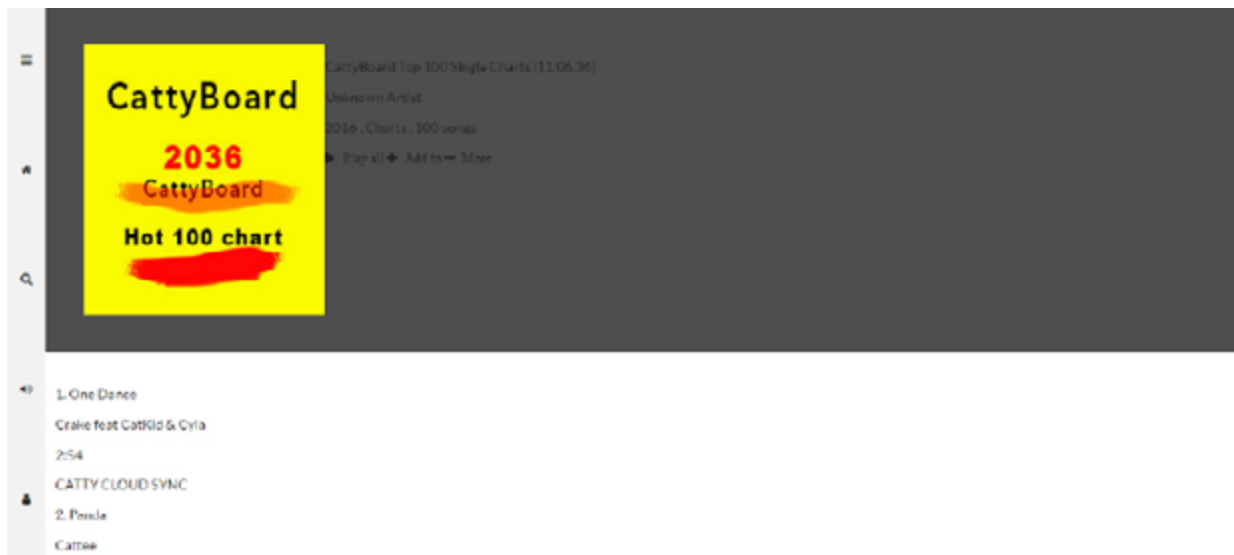 CattyBoard
2036
CattyBoard
Hot 100 chart
CattyBoard Top 100 Single Charts (11.06.36)
Unknown Artist
2016 . Charts . 100 songs
Play all Add to More
1. One Dance
Crake feat CatKid & Cyla
2:54
CATTY CLOUD SYNC
2. Panda
Cattee